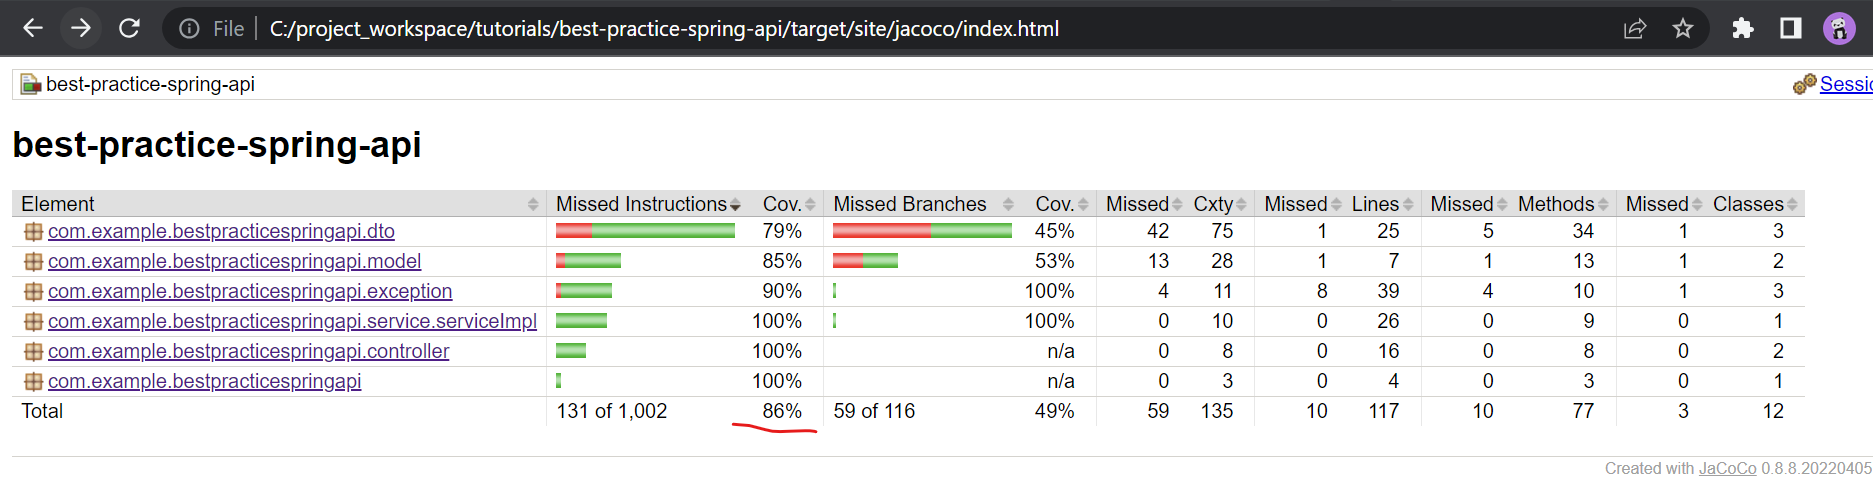 File C:/project_workspace/tutorials/best-practice-spring-api/target/site/jacoco/index.html
best-practice-spring-api
best-practice-spring-api
Element Missed Instructions Cov. Missed Branches Cov. Missed Cxty Missed Lines Missed Methods Missed Classes
com.example.bestpracticespringapi.dto 79% 45% 42 75 1 25 5 34 1 3
com.example.bestpracticespringapi.model 85% 53% 13 28 1 7 1 13 1 2
com.example.bestpracticespringapi.exception 90% 100% 4 11 8 39 4 10 1 3
com.example.bestpracticespringapi.service.serviceImpl 100% 100% 0 10 0 26 0 9 0 1
com.example.bestpracticespringapi.controller 100% n/a 0 8 0 16 0 8 0 2
com.example.bestpracticespringapi 100% n/a 0 3 0 4 0 3 0 1
Total 131 of 1,002 86% 59 of 116 49% 59 135 10 117 10 77 3 12
Created with JaCoCo 0.8.8.20220405